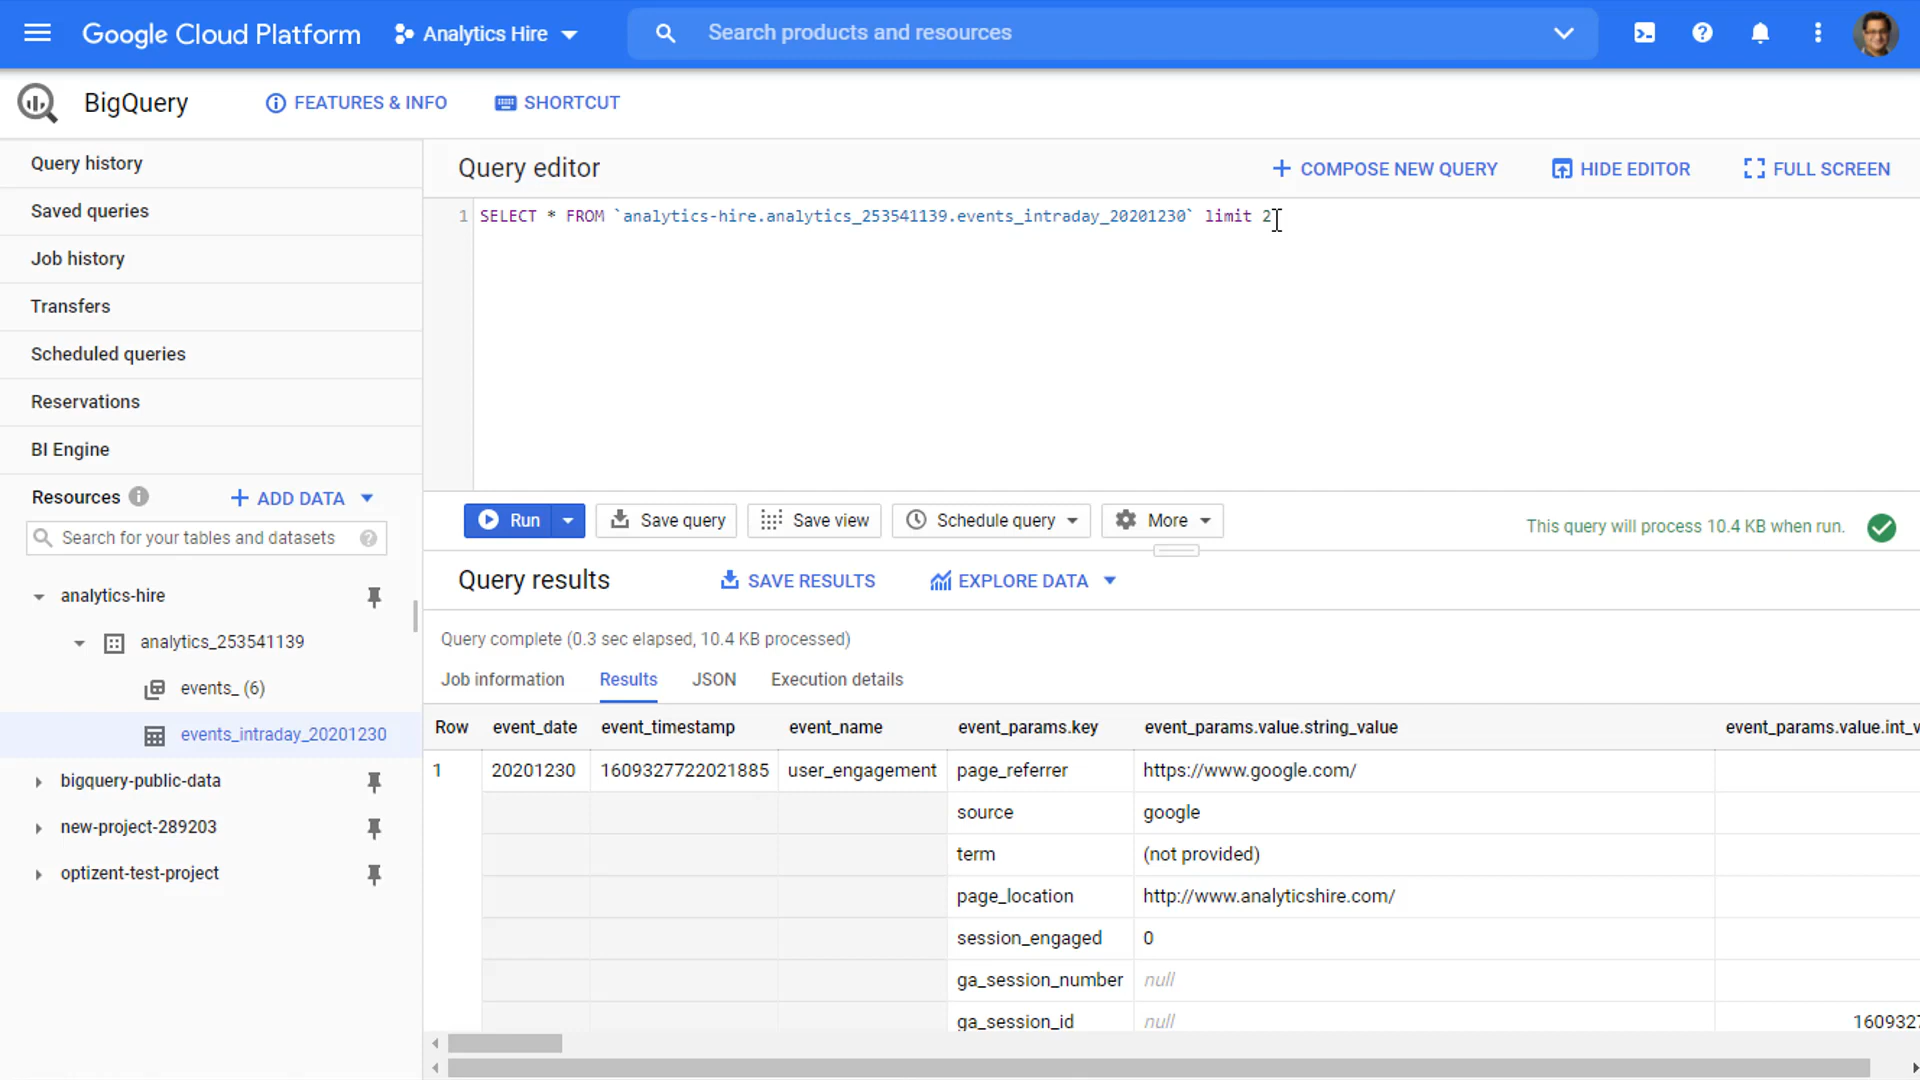 Google Cloud Platform
Analytics Hire
Search products and resources
BigQuery
FEATURES & INFO
SHORTCUT
Query history
Saved queries
Job history
Transfers
Scheduled queries
Reservations
BI Engine
Resources
+ ADD DATA
Search for your tables and datasets
analytics-hire
analytics_253541139
events_ (6)
events_intraday_20201230
bigquery-public-data
new-project-289203
optizent-test-project
Query editor
+ COMPOSE NEW QUERY
HIDE EDITOR
FULL SCREEN
1 SELECT * FROM `analytics-hire.analytics_253541139.events_intraday_20201230` limit 2
Run
Save query
Save view
Schedule query
More
This query will process 10.4 KB when run.
Query results
SAVE RESULTS
EXPLORE DATA
Query complete (0.3 sec elapsed, 10.4 KB processed)
Job information Results JSON Execution details
Row event_date event_timestamp event_name event_params.key event_params.value.string_value event_params.value.int_v
1 20201230 1609327722021885 user_engagement page_referrer https://www.google.com/
source google
term (not provided)
page_location http://www.analyticshire.com/
session_engaged 0
ga_session_number null
ga_session_id null 160932